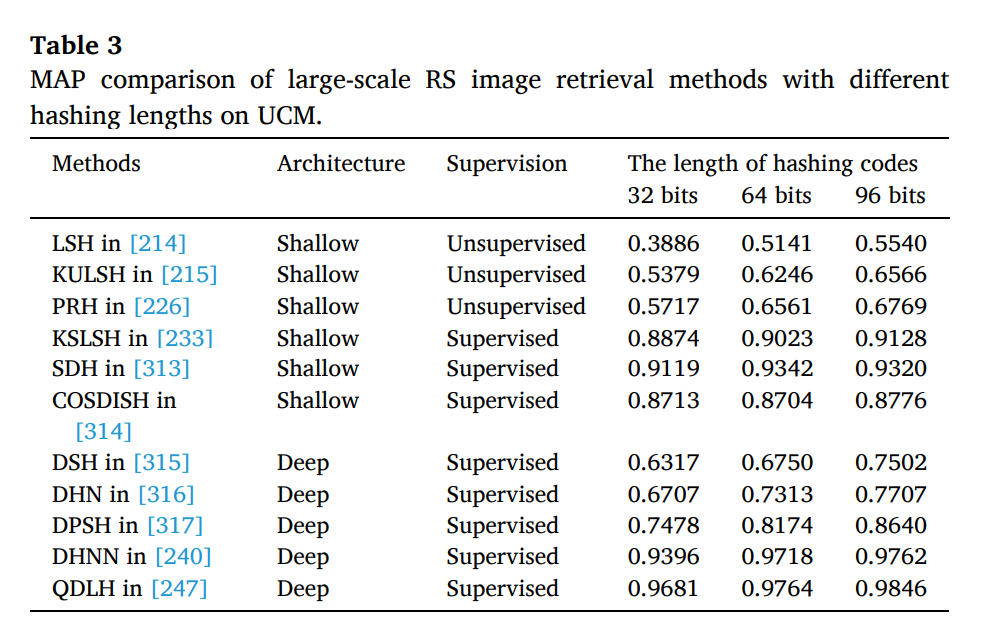 Table 3
MAP comparison of large-scale RS image retrieval methods with different
hashing lengths on UCM.
Methods Architecture Supervision The length of hashing codes
32 bits 64 bits 96 bits
LSH in [214] Shallow Unsupervised 0.3886 0.5141 0.5540
KULSH in [215] Shallow Unsupervised 0.5379 0.6246 0.6566
PRH in [226] Shallow Unsupervised 0.5717 0.6561 0.6769
KSLSH in [233] Shallow Supervised 0.8874 0.9023 0.9128
SDH in [313] Shallow Supervised 0.9119 0.9342 0.9320
COSDISH in Shallow Supervised 0.8713 0.8704 0.8776
[314]
DSH in [315] Deep Supervised 0.6317 0.6750 0.7502
DHN in [316] Deep Supervised 0.6707 0.7313 0.7707
DPSH in [317] Deep Supervised 0.7478 0.8174 0.8640
DHNN in [240] Deep Supervised 0.9396 0.9718 0.9762
QDLH in [247] Deep Supervised 0.9681 0.9764 0.9846